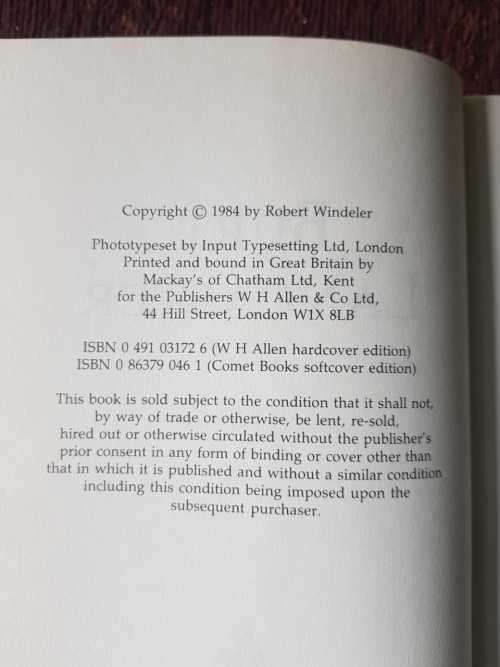 Copyright © 1984 by Robert Windeler
Phototypeset by Input Typesetting Ltd, London
Printed and bound in Great Britain by
Mackay's of Chatham Ltd, Kent
for the Publishers W H Allen & Co Ltd,
44 Hill Street, London W1X 8LB
ISBN 0 491 03172 6 (W H Allen hardcover edition)
ISBN 0 86379 046 1 (Comet Books softcover edition)
This book is sold subject to the condition that it shall not,
by way of trade or otherwise, be lent, re-sold,
hired out or otherwise circulated without the publisher's
prior consent in any form of binding or cover other than
that in which it is published and without a similar condition
including this condition being imposed upon the
subsequent purchaser.